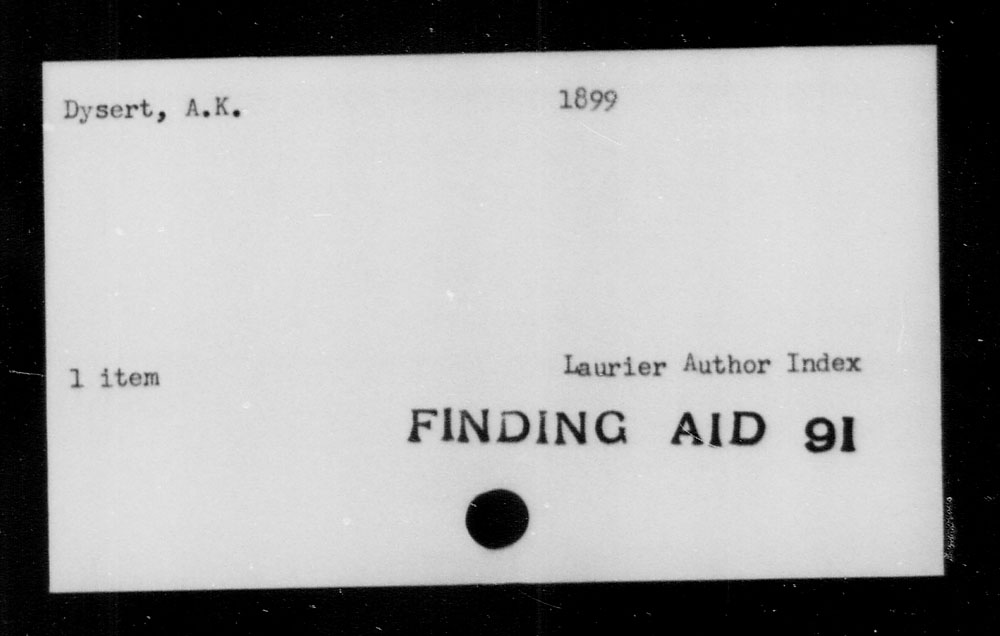 Dysert, A.K. 1899
1 item Laurier Author Index
FINDING AID 91